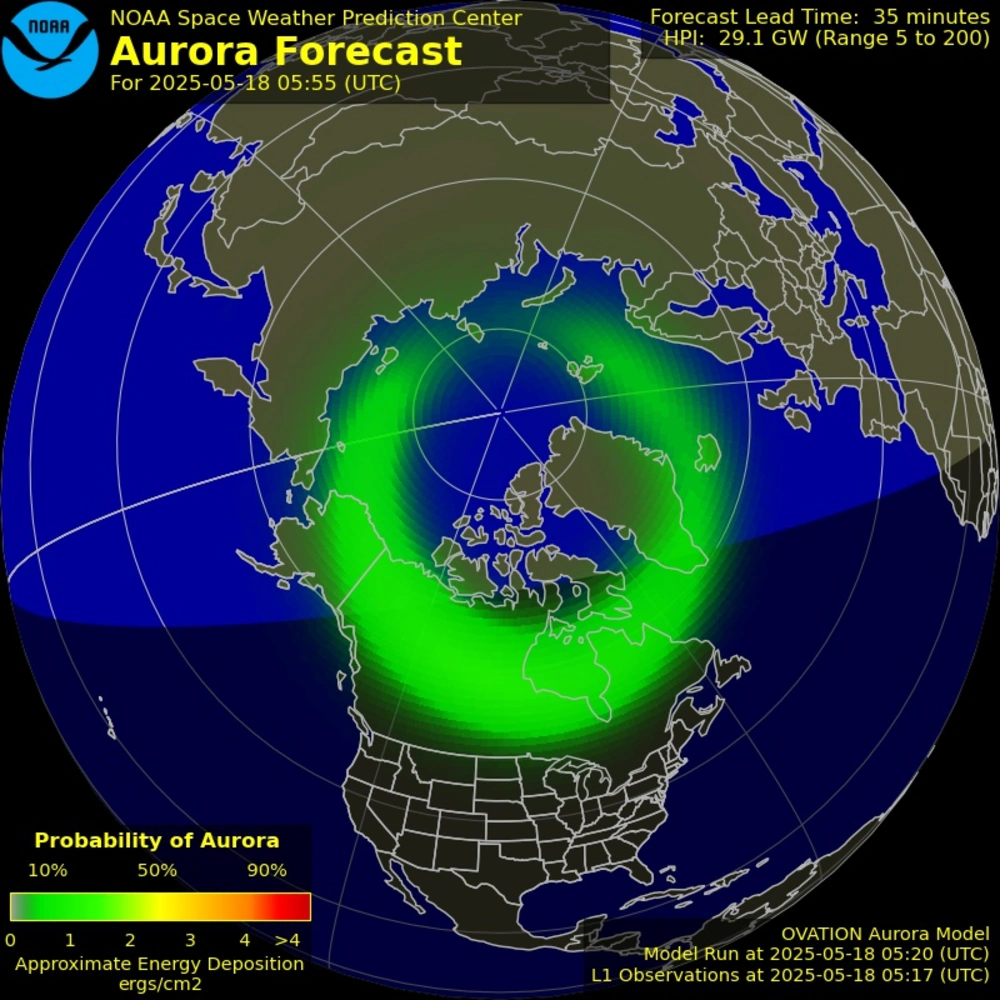 NOAA
NOAA Space Weather Prediction Center
Aurora Forecast
For 2025-05-18 05:55 (UTC)
Forecast Lead Time: 35 minutes
HPI: 29.1 GW (Range 5 to 200)
Probability of Aurora
10% 50% 90%
0 1 2 3 4 >4
Approximate Energy Deposition
ergs/cm2
OVATION Aurora Model
Model Run at 2025-05-18 05:20 (UTC)
L1 Observations at 2025-05-18 05:17 (UTC)